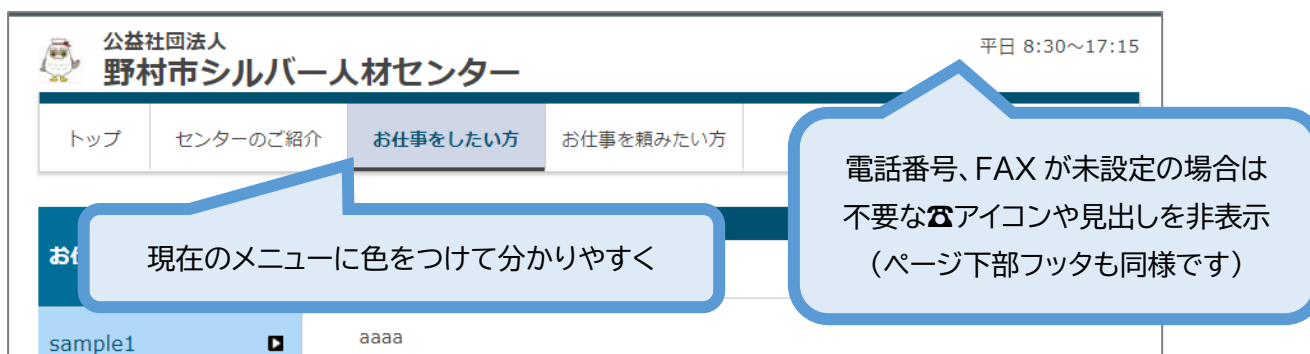 公益社団法人
野村市シルバー人材センター
平日 8:30～17:15
トップ
センターのご紹介
お仕事をしたい方
お仕事を頼みたい方
電話番号、FAX が未設定の場合は
不要な☎アイコンや見出しを非表示
（ページ下部フッタも同様です）
現在のメニューに色をつけて分かりやすく
お
sample1
aaaa